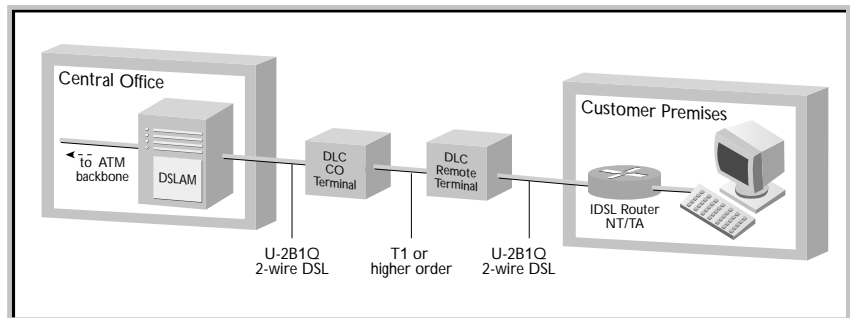 Central Office
to ATM
backbone
DSLAM
DLC
CO
Terminal
DLC
Remote
Terminal
Customer Premises
IDSL Router
NT/TA
U-2B1Q
2-wire DSL
T1 or
higher order
U-2B1Q
2-wire DSL